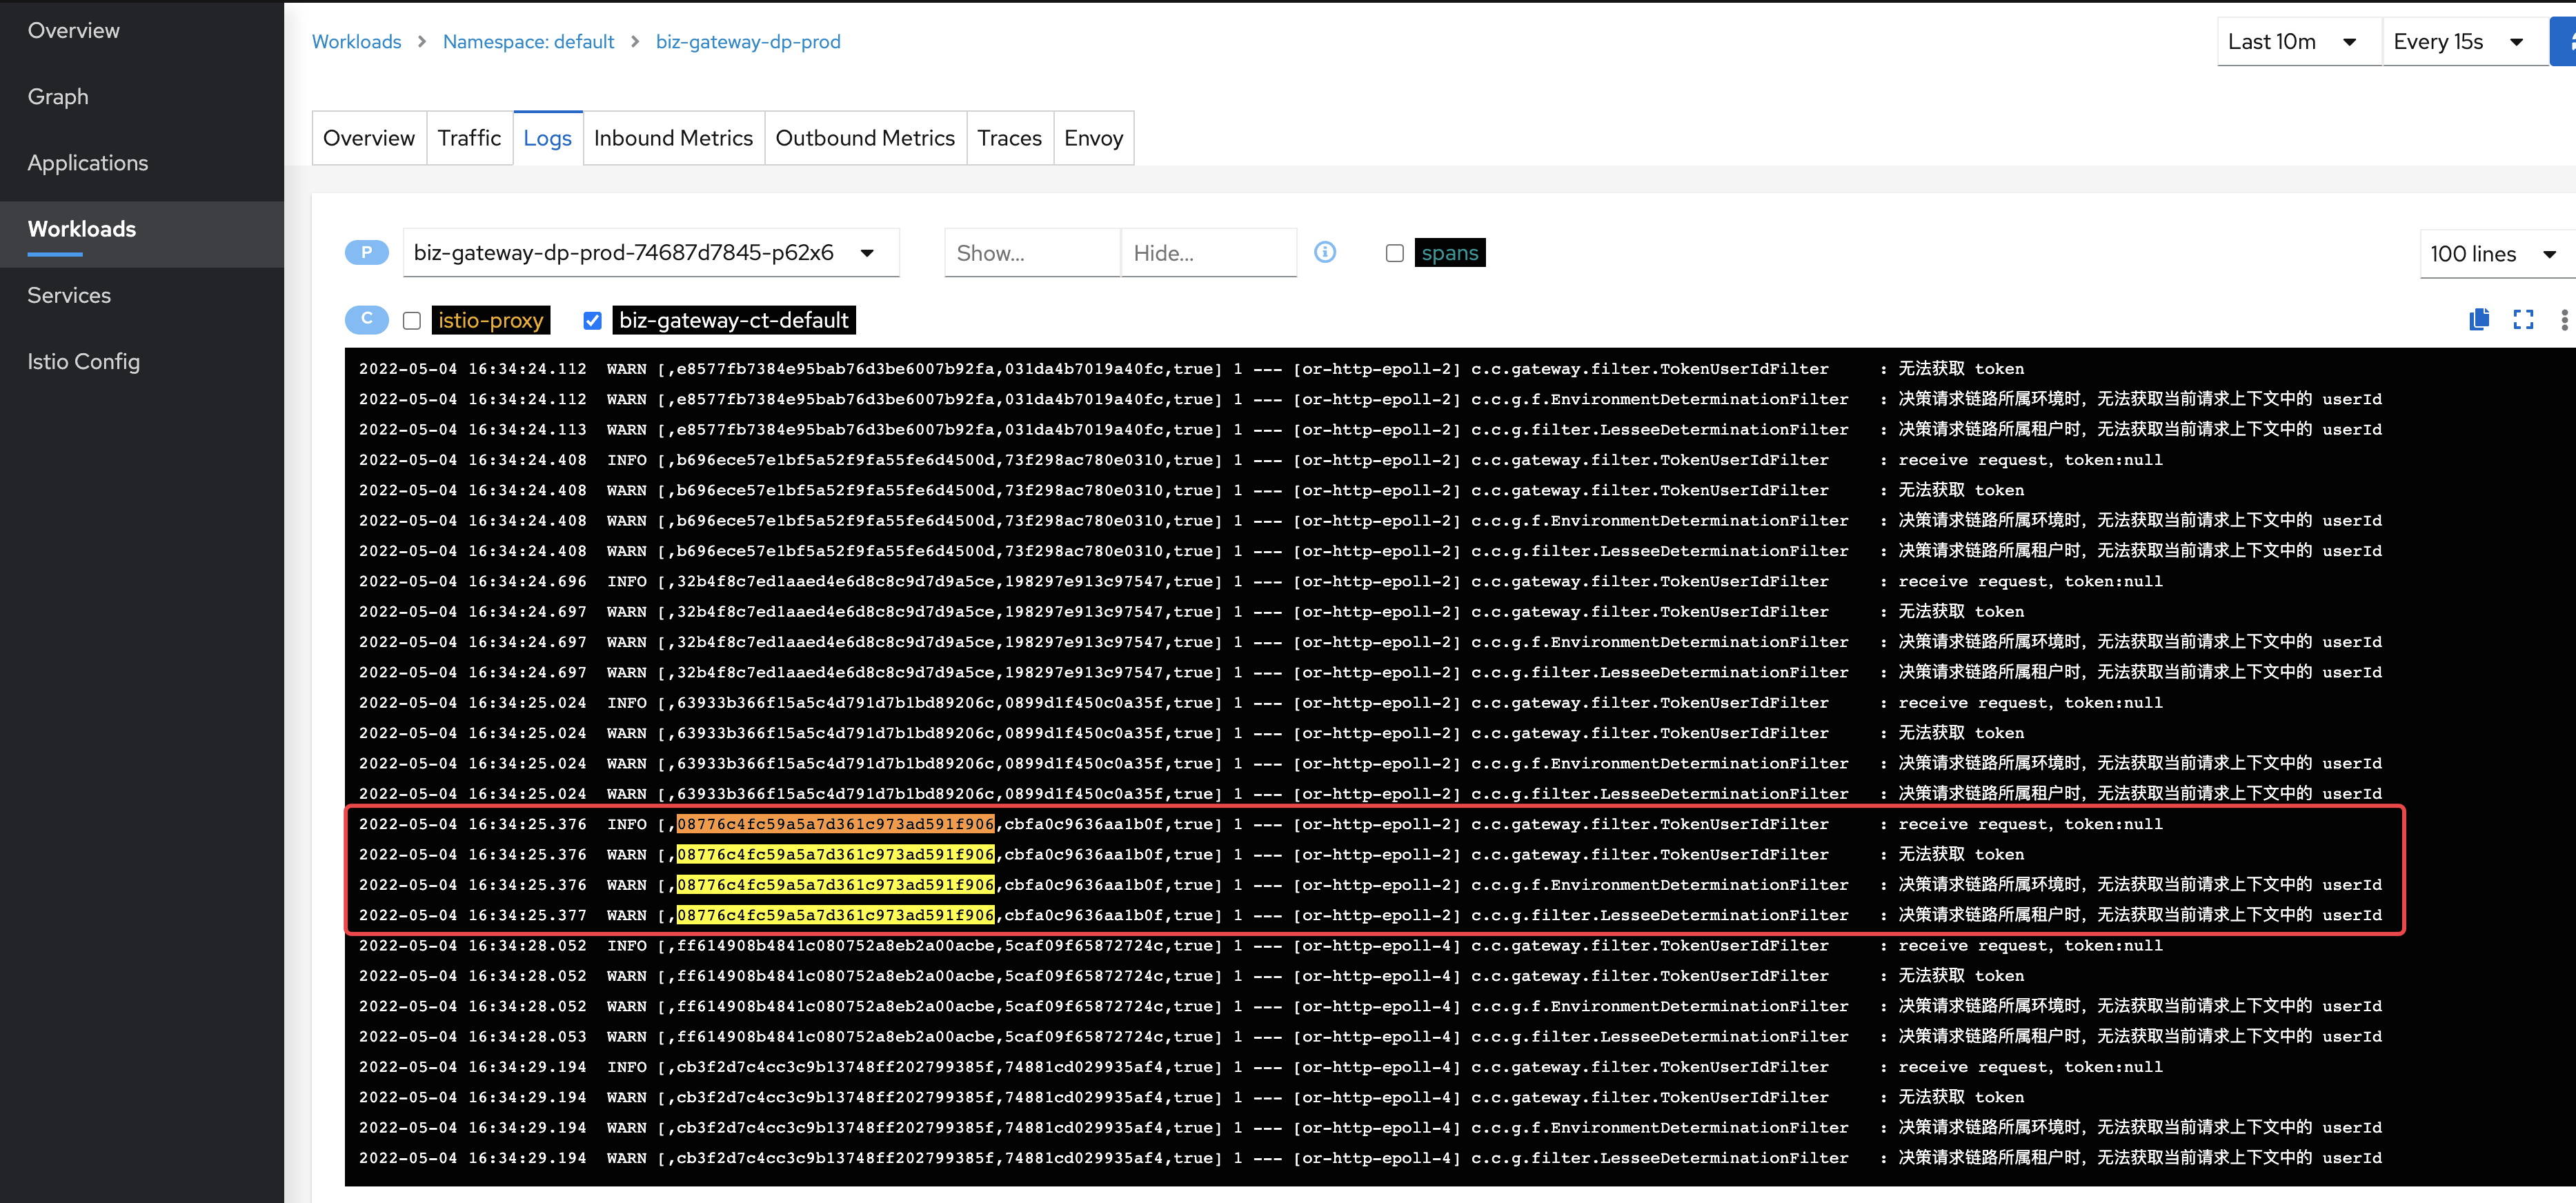 Overview
Graph
Applications
Workloads
Services
Istio Config
Workloads > Namespace: default > biz-gateway-dp-prod
Last 10m
Every 15s
Overview Traffic Logs Inbound Metrics Outbound Metrics Traces Envoy
P biz-gateway-dp-prod-74687d7845-p62x6 Show... Hide... spans 100 lines
C istio-proxy biz-gateway-ct-default
2022-05-04 16:34:24.112 WARN [,e8577fb7384e95bab76d3be6007b92fa,031da4b7019a40fc,true] 1 --- [or-http-epoll-2] c.c.gateway.filter.TokenUserIdFilter : 无法获取 token
2022-05-04 16:34:24.112 WARN [,e8577fb7384e95bab76d3be6007b92fa,031da4b7019a40fc,true] 1 --- [or-http-epoll-2] c.c.g.f.EnvironmentDeterminationFilter : 决策请求链路所属环境时，无法获取当前请求上下文中的 userId
2022-05-04 16:34:24.113 WARN [,e8577fb7384e95bab76d3be6007b92fa,031da4b7019a40fc,true] 1 --- [or-http-epoll-2] c.c.g.filter.LesseeDeterminationFilter : 决策请求链路所属租户时，无法获取当前请求上下文中的 userId
2022-05-04 16:34:24.408 INFO [,b696ece57e1bf5a52f9fa55fe6d4500d,73f298ac780e0310,true] 1 --- [or-http-epoll-2] c.c.gateway.filter.TokenUserIdFilter : receive request, token:null
2022-05-04 16:34:24.408 WARN [,b696ece57e1bf5a52f9fa55fe6d4500d,73f298ac780e0310,true] 1 --- [or-http-epoll-2] c.c.gateway.filter.TokenUserIdFilter : 无法获取 token
2022-05-04 16:34:24.408 WARN [,b696ece57e1bf5a52f9fa55fe6d4500d,73f298ac780e0310,true] 1 --- [or-http-epoll-2] c.c.g.f.EnvironmentDeterminationFilter : 决策请求链路所属环境时，无法获取当前请求上下文中的 userId
2022-05-04 16:34:24.408 WARN [,b696ece57e1bf5a52f9fa55fe6d4500d,73f298ac780e0310,true] 1 --- [or-http-epoll-2] c.c.g.filter.LesseeDeterminationFilter : 决策请求链路所属租户时，无法获取当前请求上下文中的 userId
2022-05-04 16:34:24.696 INFO [,32b4f8c7ed1aaed4e6d8c8c9d7d9a5ce,198297e913c97547,true] 1 --- [or-http-epoll-2] c.c.gateway.filter.TokenUserIdFilter : receive request, token:null
2022-05-04 16:34:24.697 WARN [,32b4f8c7ed1aaed4e6d8c8c9d7d9a5ce,198297e913c97547,true] 1 --- [or-http-epoll-2] c.c.gateway.filter.TokenUserIdFilter : 无法获取 token
2022-05-04 16:34:24.697 WARN [,32b4f8c7ed1aaed4e6d8c8c9d7d9a5ce,198297e913c97547,true] 1 --- [or-http-epoll-2] c.c.g.f.EnvironmentDeterminationFilter : 决策请求链路所属环境时，无法获取当前请求上下文中的 userId
2022-05-04 16:34:24.697 WARN [,32b4f8c7ed1aaed4e6d8c8c9d7d9a5ce,198297e913c97547,true] 1 --- [or-http-epoll-2] c.c.g.filter.LesseeDeterminationFilter : 决策请求链路所属租户时，无法获取当前请求上下文中的 userId
2022-05-04 16:34:25.024 INFO [,63933b366f15a5c4d791d7b1bd89206c,0899d1f450c0a35f,true] 1 --- [or-http-epoll-2] c.c.gateway.filter.TokenUserIdFilter : receive request, token:null
2022-05-04 16:34:25.024 WARN [,63933b366f15a5c4d791d7b1bd89206c,0899d1f450c0a35f,true] 1 --- [or-http-epoll-2] c.c.gateway.filter.TokenUserIdFilter : 无法获取 token
2022-05-04 16:34:25.024 WARN [,63933b366f15a5c4d791d7b1bd89206c,0899d1f450c0a35f,true] 1 --- [or-http-epoll-2] c.c.g.f.EnvironmentDeterminationFilter : 决策请求链路所属环境时，无法获取当前请求上下文中的 userId
2022-05-04 16:34:25.024 WARN [,63933b366f15a5c4d791d7b1bd89206c,0899d1f450c0a35f,true] 1 --- [or-http-epoll-2] c.c.g.filter.LesseeDeterminationFilter : 决策请求链路所属租户时，无法获取当前请求上下文中的 userId
2022-05-04 16:34:25.376 INFO [,08776c4fc59a5a7d361c973ad591f906,cbfa0c9636aa1b0f,true] 1 --- [or-http-epoll-2] c.c.gateway.filter.TokenUserIdFilter : receive request, token:null
2022-05-04 16:34:25.376 WARN [,08776c4fc59a5a7d361c973ad591f906,cbfa0c9636aa1b0f,true] 1 --- [or-http-epoll-2] c.c.gateway.filter.TokenUserIdFilter : 无法获取 token
2022-05-04 16:34:25.376 WARN [,08776c4fc59a5a7d361c973ad591f906,cbfa0c9636aa1b0f,true] 1 --- [or-http-epoll-2] c.c.g.f.EnvironmentDeterminationFilter : 决策请求链路所属环境时，无法获取当前请求上下文中的 userId
2022-05-04 16:34:25.377 WARN [,08776c4fc59a5a7d361c973ad591f906,cbfa0c9636aa1b0f,true] 1 --- [or-http-epoll-2] c.c.g.filter.LesseeDeterminationFilter : 决策请求链路所属租户时，无法获取当前请求上下文中的 userId
2022-05-04 16:34:28.052 INFO [,ff614908b4841c080752a8eb2a00acbe,5caf09f65872724c,true] 1 --- [or-http-epoll-4] c.c.gateway.filter.TokenUserIdFilter : receive request, token:null
2022-05-04 16:34:28.052 WARN [,ff614908b4841c080752a8eb2a00acbe,5caf09f65872724c,true] 1 --- [or-http-epoll-4] c.c.gateway.filter.TokenUserIdFilter : 无法获取 token
2022-05-04 16:34:28.052 WARN [,ff614908b4841c080752a8eb2a00acbe,5caf09f65872724c,true] 1 --- [or-http-epoll-4] c.c.g.f.EnvironmentDeterminationFilter : 决策请求链路所属环境时，无法获取当前请求上下文中的 userId
2022-05-04 16:34:28.053 WARN [,ff614908b4841c080752a8eb2a00acbe,5caf09f65872724c,true] 1 --- [or-http-epoll-4] c.c.g.filter.LesseeDeterminationFilter : 决策请求链路所属租户时，无法获取当前请求上下文中的 userId
2022-05-04 16:34:29.194 INFO [,cb3f2d7c4cc3c9b13748ff202799385f,74881cd029935af4,true] 1 --- [or-http-epoll-4] c.c.gateway.filter.TokenUserIdFilter : receive request, token:null
2022-05-04 16:34:29.194 WARN [,cb3f2d7c4cc3c9b13748ff202799385f,74881cd029935af4,true] 1 --- [or-http-epoll-4] c.c.gateway.filter.TokenUserIdFilter : 无法获取 token
2022-05-04 16:34:29.194 WARN [,cb3f2d7c4cc3c9b13748ff202799385f,74881cd029935af4,true] 1 --- [or-http-epoll-4] c.c.g.f.EnvironmentDeterminationFilter : 决策请求链路所属环境时，无法获取当前请求上下文中的 userId
2022-05-04 16:34:29.194 WARN [,cb3f2d7c4cc3c9b13748ff202799385f,74881cd029935af4,true] 1 --- [or-http-epoll-4] c.c.g.filter.LesseeDeterminationFilter : 决策请求链路所属租户时，无法获取当前请求上下文中的 userId